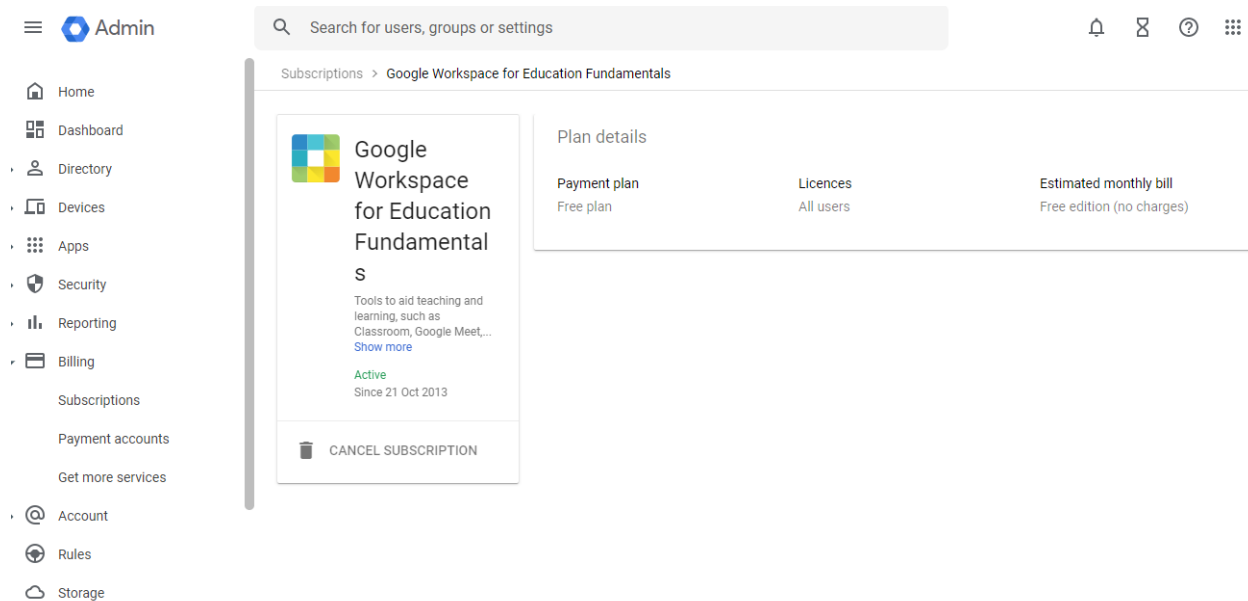 Admin
Search for users, groups or settings
Home
Dashboard
Directory
Devices
Apps
Security
Reporting
Billing
Subscriptions
Payment accounts
Get more services
Account
Rules
Storage
Subscriptions > Google Workspace for Education Fundamentals
Google
Workspace
for Education
Fundamental
s
Tools to aid teaching and
learning, such as
Classroom, Google Meet,...
Show more
Active
Since 21 Oct 2013
CANCEL SUBSCRIPTION
Plan details
Payment plan Licences Estimated monthly bill
Free plan All users Free edition (no charges)